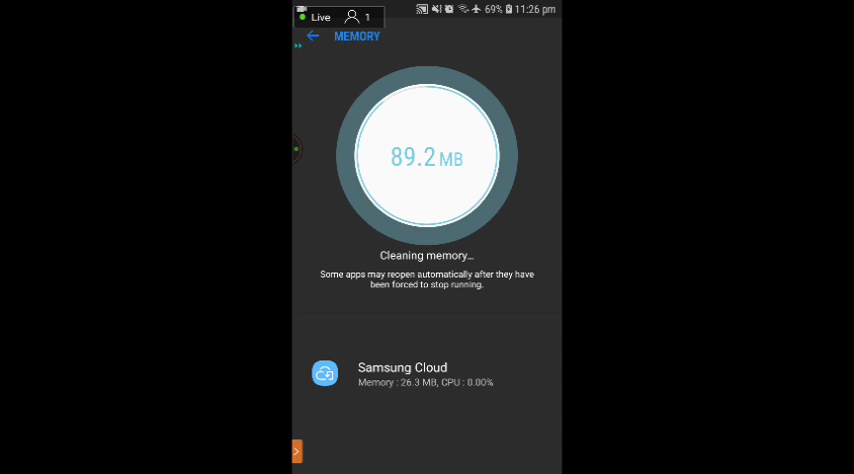 Live 1
69% 11:26 pm
MEMORY
89.2 MB
Cleaning memory...
Some apps may reopen automatically after they have
been forced to stop running.
Samsung Cloud
Memory : 26.3 MB, CPU : 0.00%